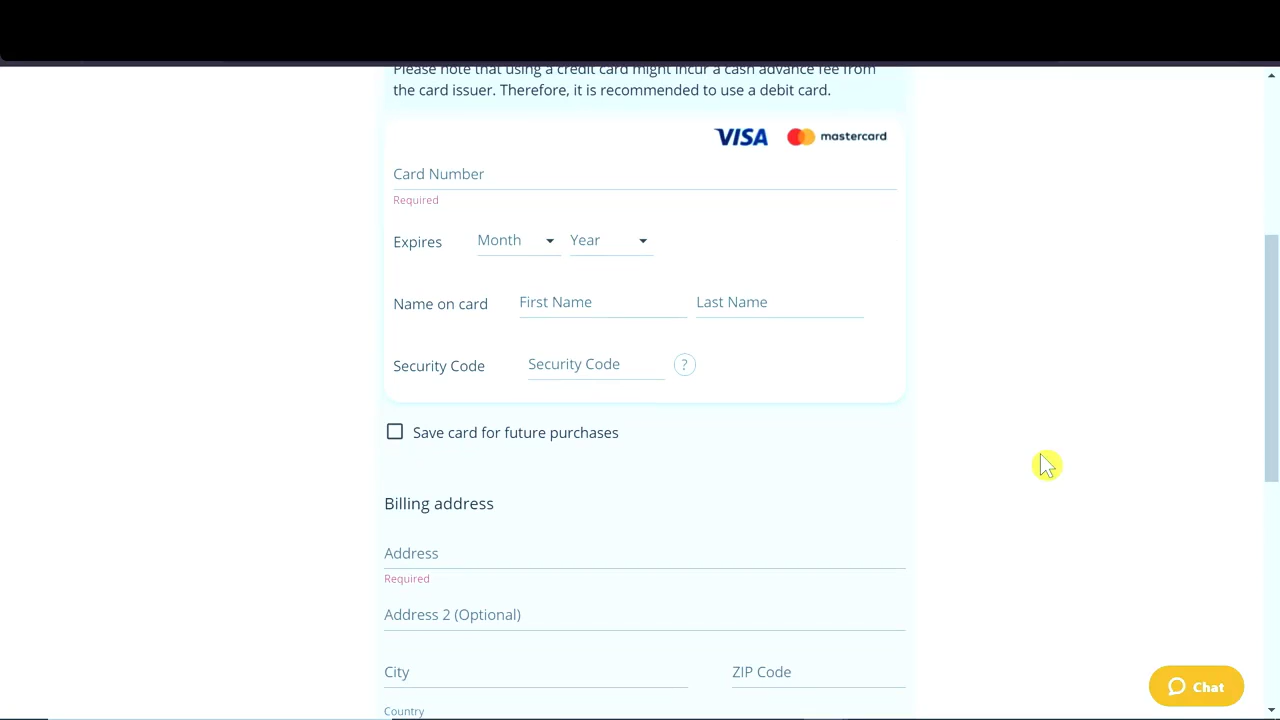 Please note that using a credit card might incur a cash advance fee from
the card issuer. Therefore, it is recommended to use a debit card.
VISA mastercard
Card Number
Required
Expires Month Year
Name on card First Name Last Name
Security Code Security Code ?
Save card for future purchases
Billing address
Address
Required
Address 2 (Optional)
City ZIP Code
Chat
Country